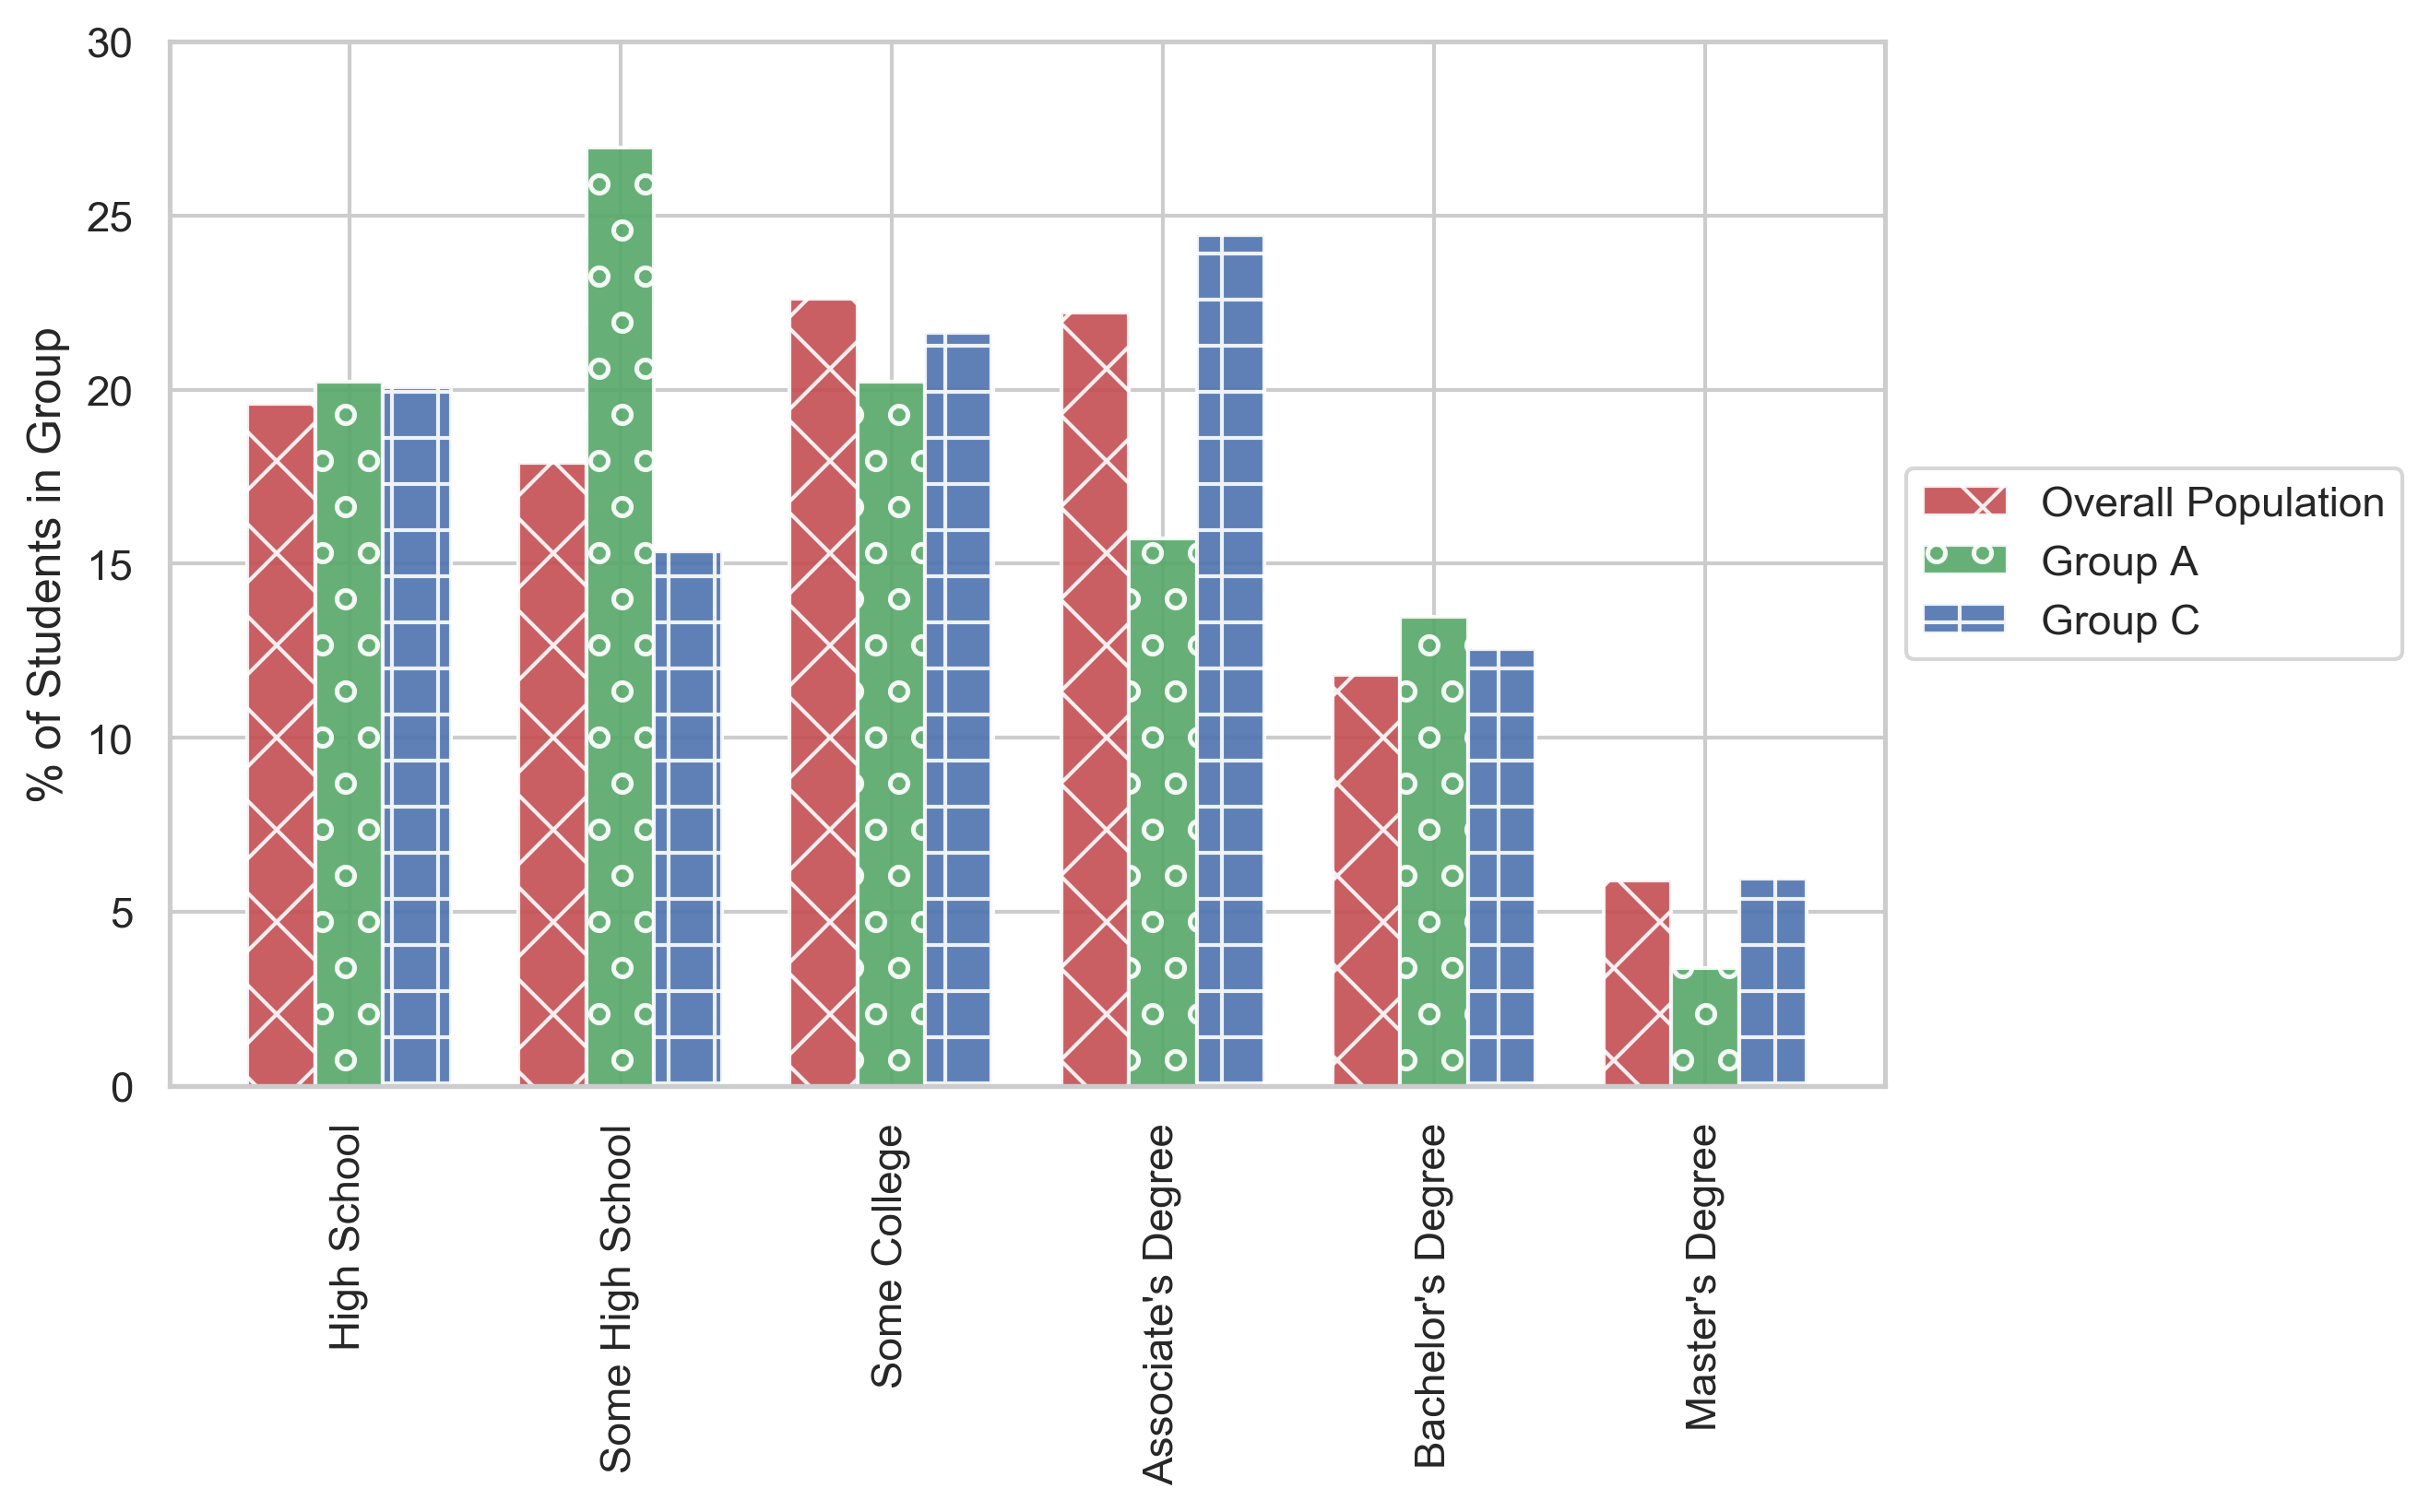 % of Students in Group
30
25
20
15
10
5
0
High School
Some High School
Some College
Associate's Degree
Bachelor's Degree
Master's Degree
Overall Population
Group A
Group C